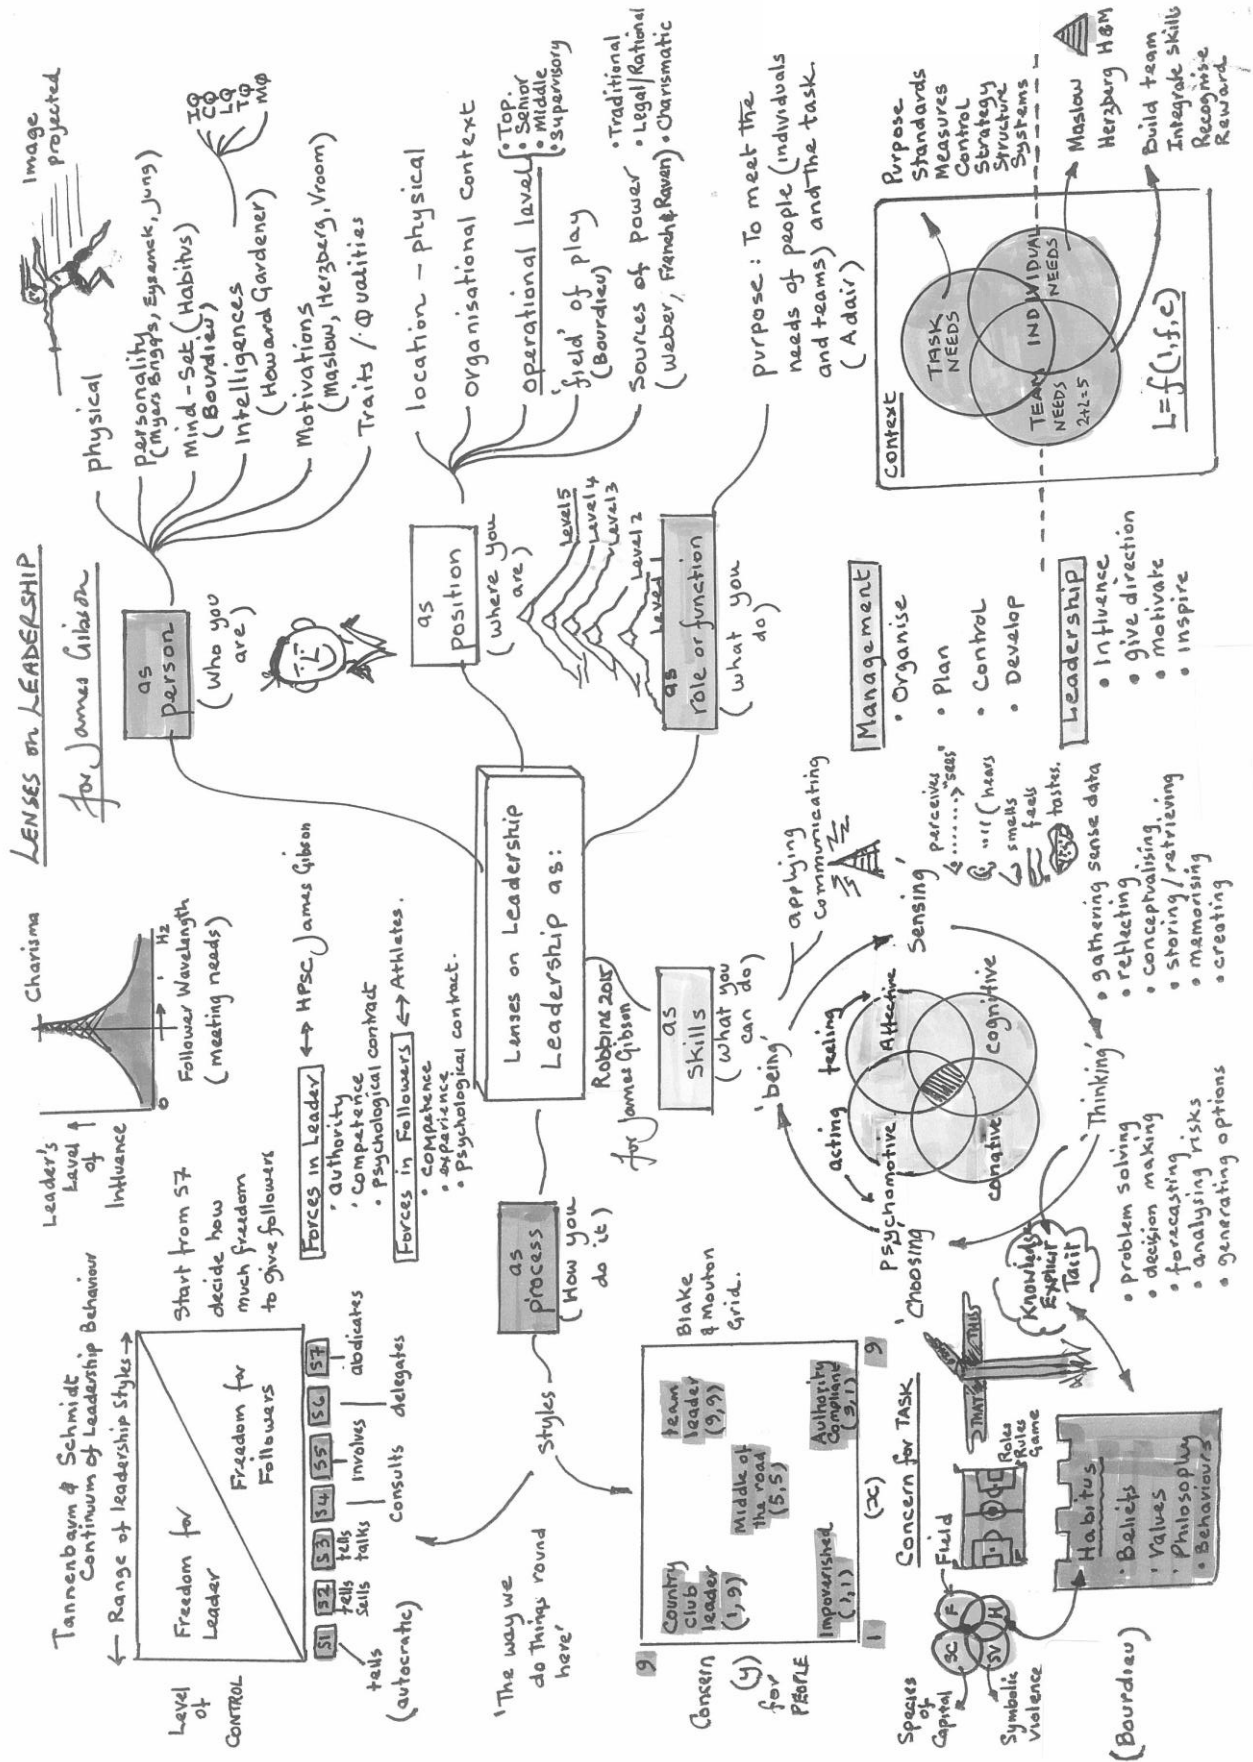 LENSES on LEADERSHIP
for James Gibson
Tannenbaum & Schmidt
Continuum of Leadership Behaviour
← Range of leadership Styles →
Level
of
CONTROL
Freedom for
Leader
Freedom for
Followers
S1
S2
S3
S4
S5
S6
S7
tells
(autocratic)
tells
sells
tells
talks
consults
involves
delegates
abdicates
Start from S7
decide how
much freedom
to give followers
Leader's
Level
of
Influence
Charisma
0
Hz
Follower Wavelength
(meeting needs)
Forces in Leader ↔ HPSC, James Gibson
• authority
• competence
• psychological contract
Forces in Followers ↔ Athletes.
• competence
• experience
• psychological contract.
Lenses on Leadership
Leadership as:
for James Gibson
as
person
(Who you
are)
physical
Image
projected
personality
(Myers Briggs, Eysenck, Jung)
Mind-Set (Habitus)
(Bourdieu)
Intelligences
(Howard Gardener)
IQ
LQ
Motivations
(Maslow, Herzberg, Vroom)
Traits / Qualities
as
position
(where you
are)
location - physical
organisational context
operational level
• Top.
• Senior
• Middle
• Supervisory
'field' of play
(Bourdieu)
sources of power
(Weber, French & Raven)
• Traditional
• Legal/Rational
• Charismatic
Level 5
Level 4
Level 3
Level 2
Level 1
as
role or function
(what you
do)
purpose: To meet the
needs of people (individuals
and teams) and the task.
(Adair)
as
process
(How you
do it)
Styles
'The way we
do things round
here'
Blake
& Mouton
Grid.
9
Concern
(y)
for
PEOPLE
Country
club
leader
(1,9)
team
leader
(9,9)
Middle of
the road
(5,5)
Impoverished
(1,1)
Authority
Compliance
(9,1)
1
(x)
9
Concern for TASK
as
skills
(what you
can do)
applying
communicating
'being'
Sensing'
perceives
"sees"
(hears
smells
feels
tastes.
acting
feeling
Psychomotive
Affective
conative
cognitive
'Choosing'
'Thinking'
• gathering sense data
• reflecting
• conceptualising
• storing/retrieving
• memorising
• creating
• problem solving
• decision making
• forecasting
• analysing risks
• generating options
Knowledge
Explicit
Tacit
Management
• Organise
• Plan
• Control
• Develop
Leadership
• Influence
• give direction
• motivate
• inspire
Context
TASK
NEEDS
TEAM
NEEDS
2+2=5
INDIVIDUAL
NEEDS
L=f(l,f,c)
Purpose
Standards
Measures
Control
Strategy
Structure
Systems
Maslow
Herzberg H&M
Build team
Integrate skills
Recognise
Reward
Species
of
Capital
Field
SC
F
SV
H
Symbolic
Violence
(Bourdieu)
Roles
Rules
Game
THAT
THIS
Habitus
• Beliefs
• Values
• Philosophy
• Behaviours